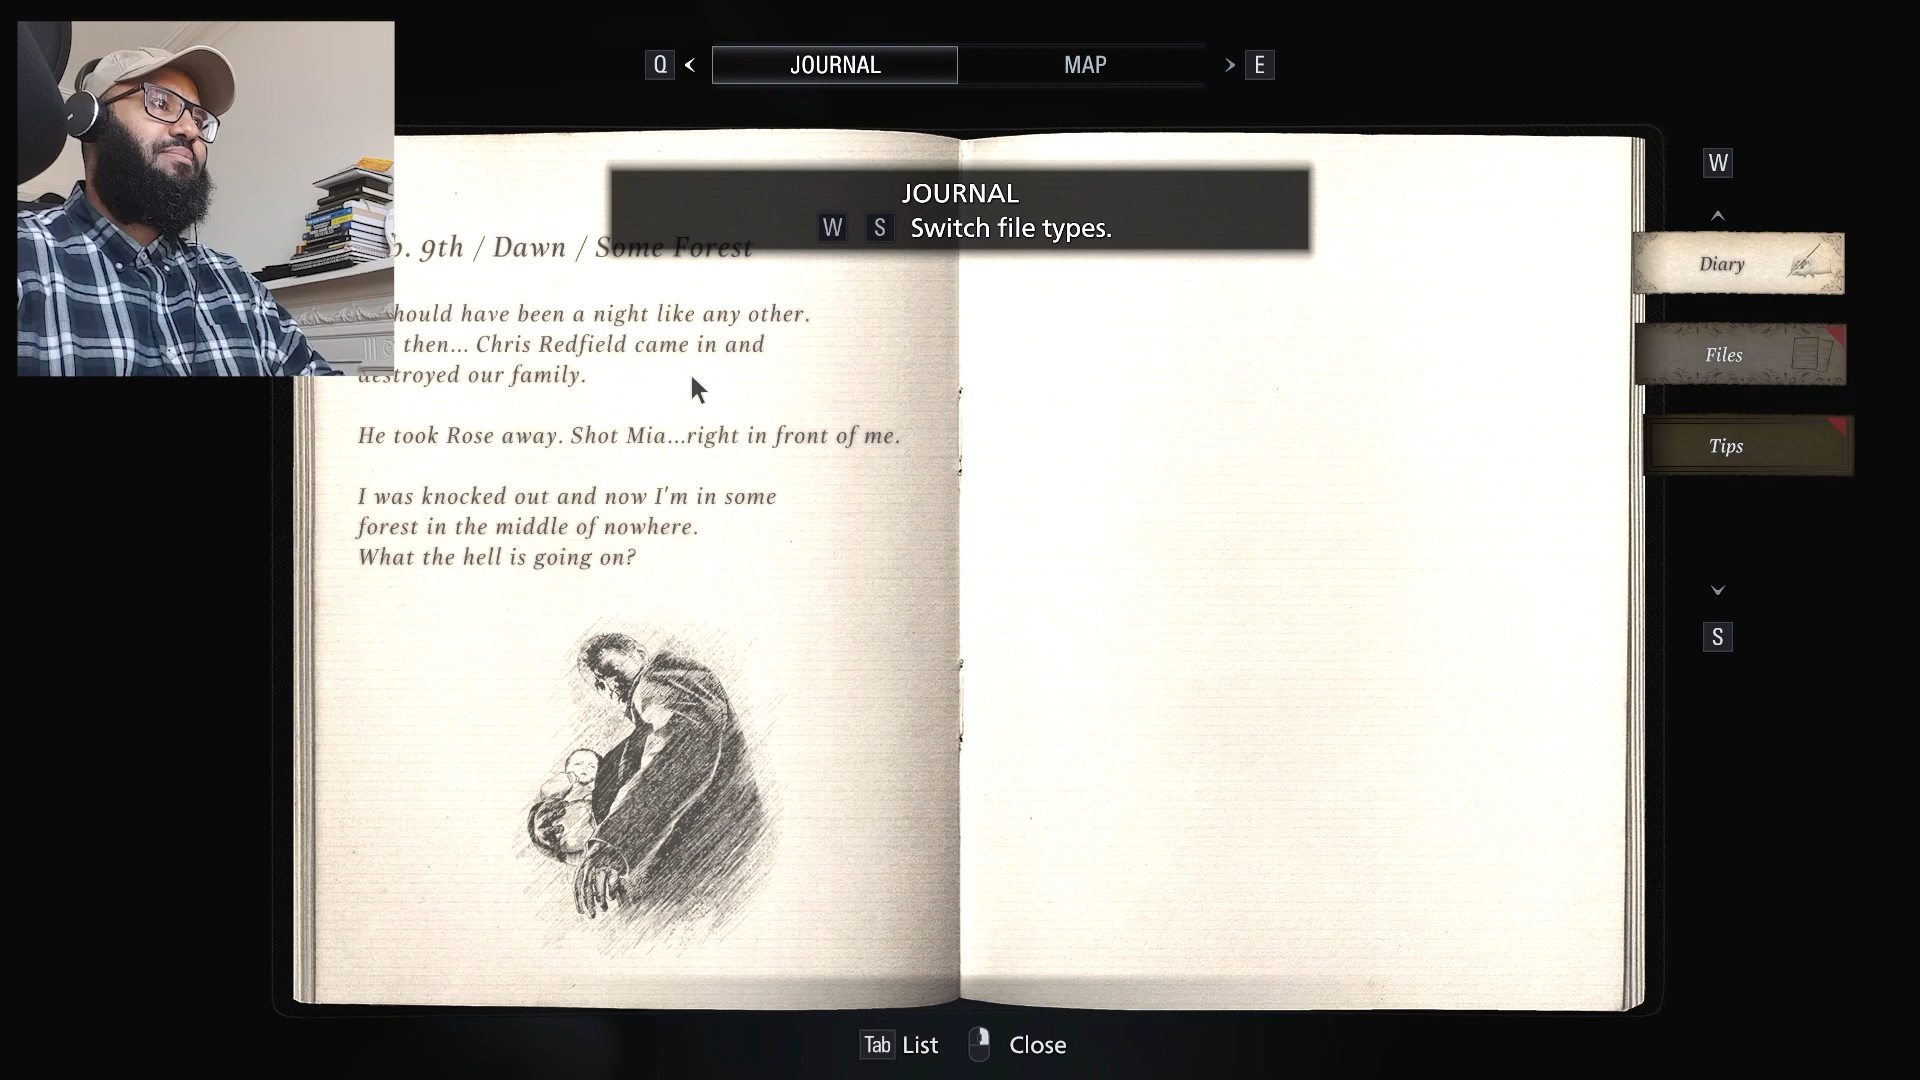 Q < JOURNAL MAP > E
JOURNAL
W S Switch file types.
9th / Dawn / Some Forest
have been a night like any other.
then... Chris Redfield came in and
destroyed our family.
He took Rose away. Shot Mia...right in front of me.
I was knocked out and now I'm in some
forest in the middle of nowhere.
What the hell is going on?
W
Diary
Files
Tips
S
Tab List Close